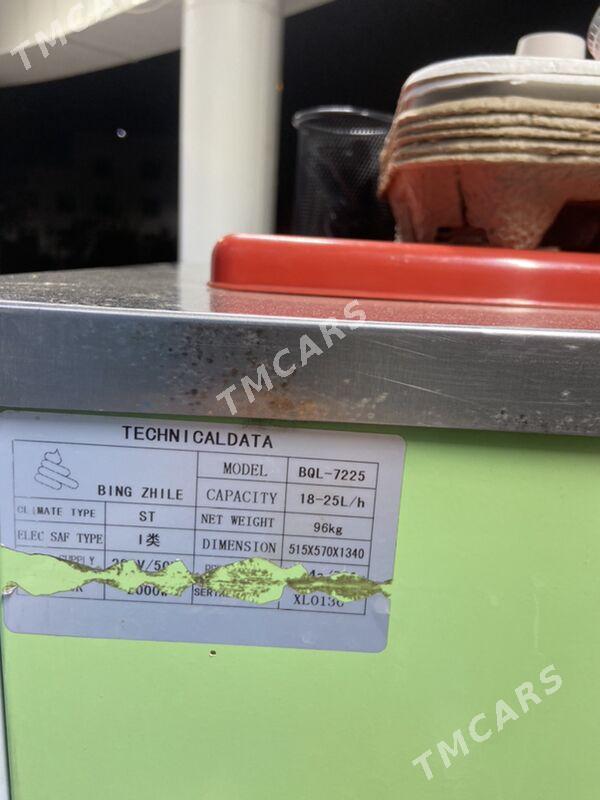 TMCARS
TMCARS
TECHNICALDATA
BING ZHILE
MODEL BQL-7225
CAPACITY 18-25L/h
CLIMATE TYPE ST
NET WEIGHT 96kg
ELEC SAF TYPE I类
DIMENSION 515X570X1340
XL0136
TMCARS